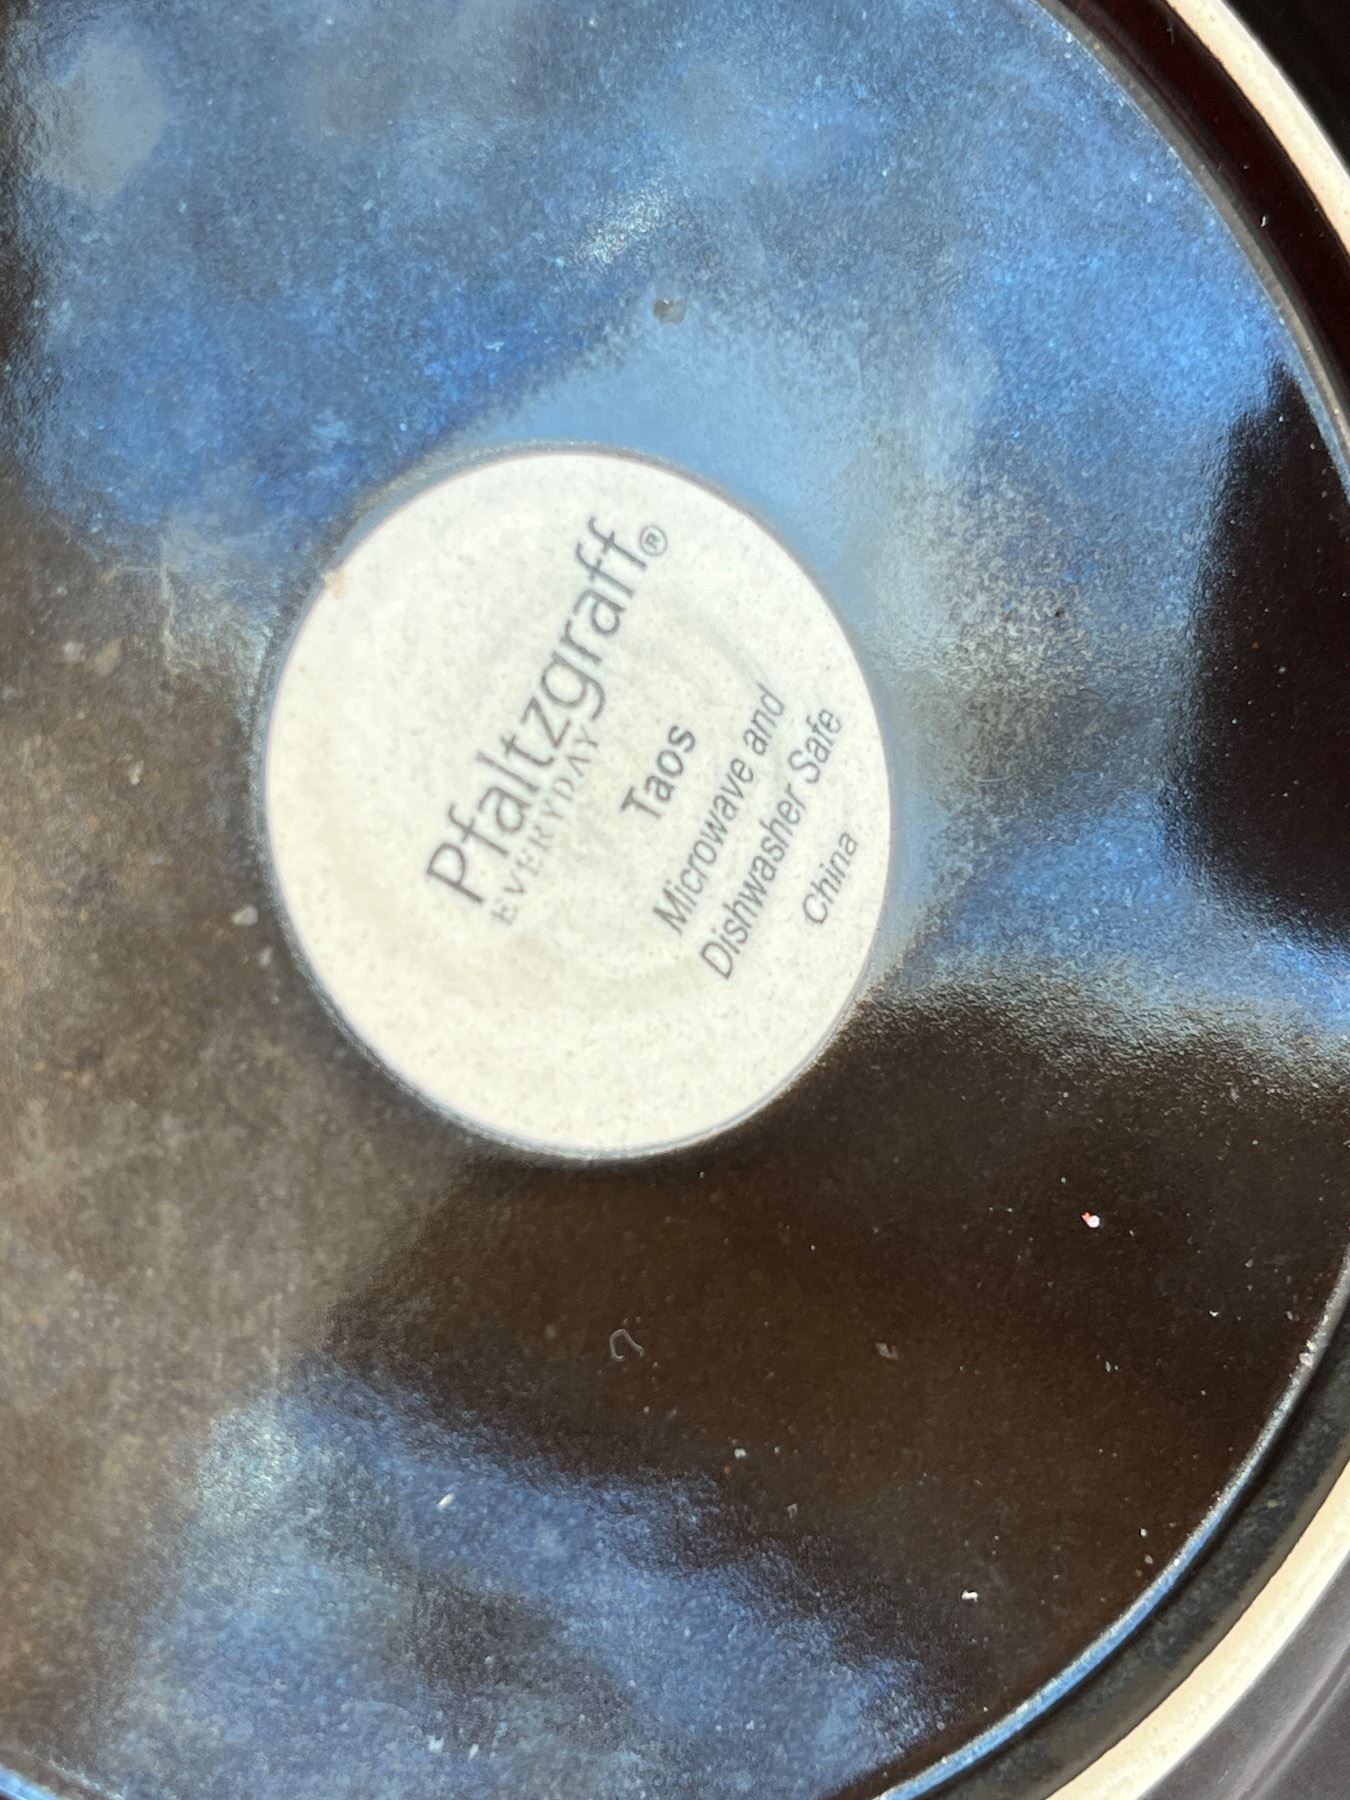 Pfaltzgraff®
EVERYDAY
Taos
Microwave and
Dishwasher Safe
China